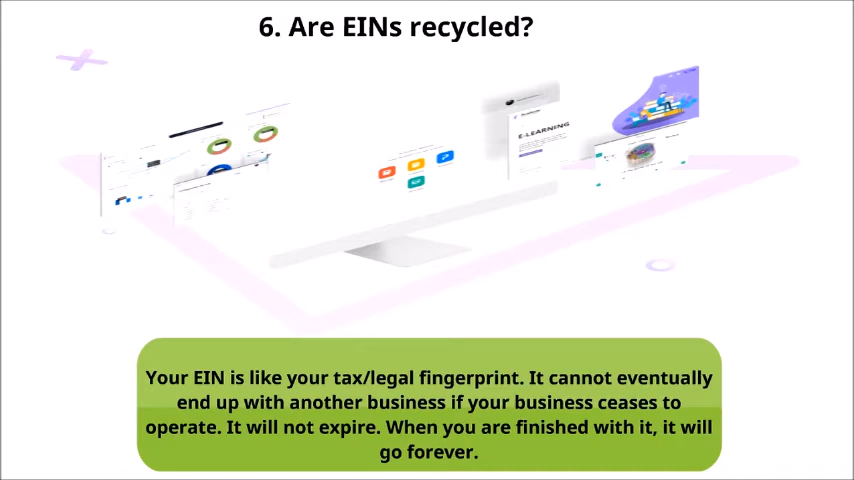 6. Are EINs recycled?
E-LEARNING
Your EIN is like your tax/legal fingerprint. It cannot eventually
end up with another business if your business ceases to
operate. It will not expire. When you are finished with it, it will
go forever.